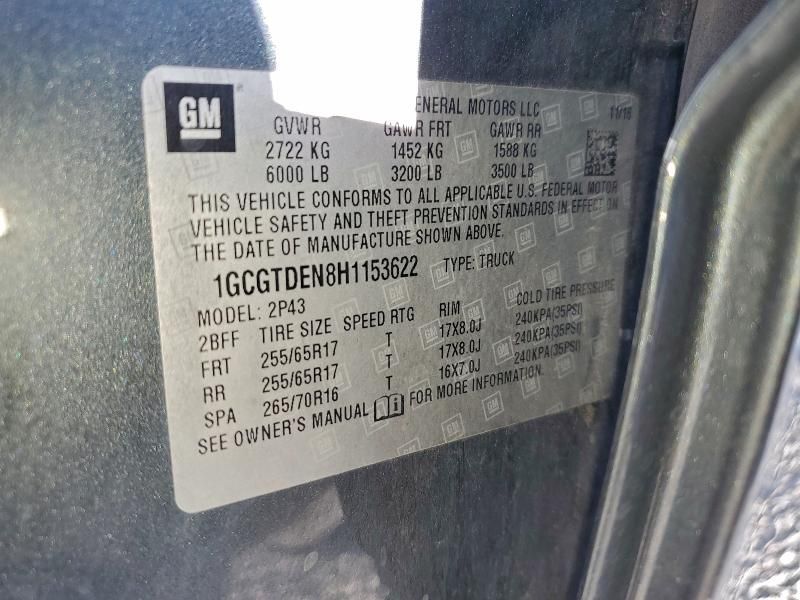 GM
GENERAL MOTORS LLC
11/16
GVWR GAWR FRT GAWR RR
2722 KG 1452 KG 1588 KG
6000 LB 3200 LB 3500 LB
THIS VEHICLE CONFORMS TO ALL APPLICABLE U.S. FEDERAL MOTOR
VEHICLE SAFETY AND THEFT PREVENTION STANDARDS IN EFFECT ON
THE DATE OF MANUFACTURE SHOWN ABOVE.
1GCGTDEN8H1153622 TYPE: TRUCK
MODEL: 2P43
2BFF TIRE SIZE SPEED RTG RIM COLD TIRE PRESSURE
FRT 255/65R17 T 17X8.0J 240KPA(35PSI)
RR 255/65R17 T 17X8.0J 240KPA(35PSI)
SPA 265/70R16 T 16X7.0J 240KPA(35PSI)
SEE OWNER'S MANUAL FOR MORE INFORMATION.